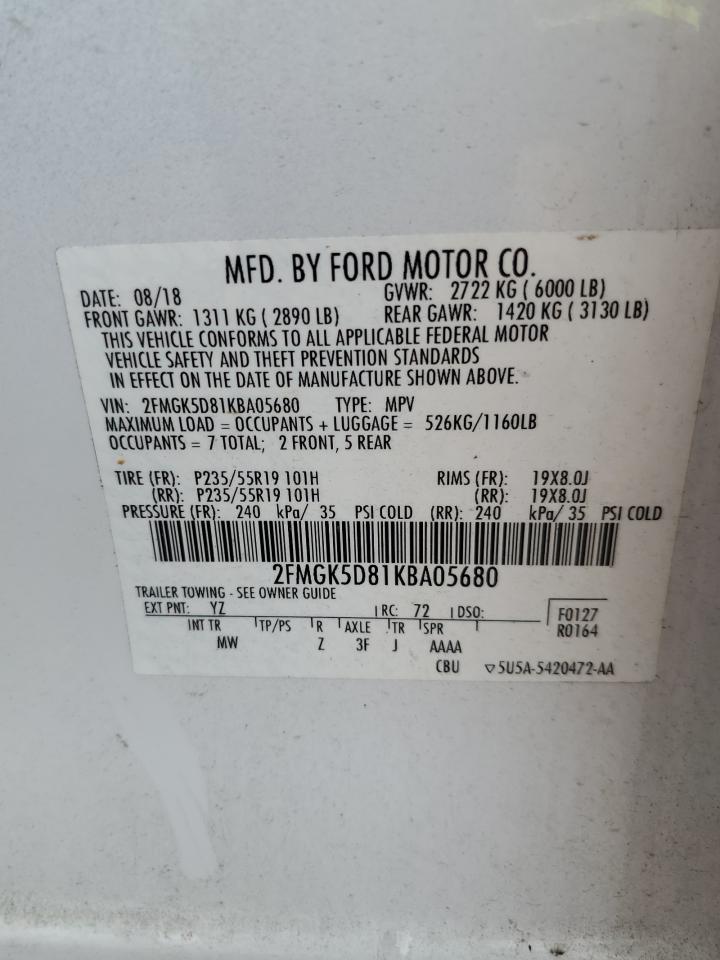 MFD. BY FORD MOTOR CO.
DATE: 08/18 GVWR: 2722 KG ( 6000 LB)
FRONT GAWR: 1311 KG ( 2890 LB) REAR GAWR: 1420 KG ( 3130 LB)
THIS VEHICLE CONFORMS TO ALL APPLICABLE FEDERAL MOTOR
VEHICLE SAFETY AND THEFT PREVENTION STANDARDS
IN EFFECT ON THE DATE OF MANUFACTURE SHOWN ABOVE.
VIN: 2FMGK5D81KBA05680 TYPE: MPV
MAXIMUM LOAD = OCCUPANTS + LUGGAGE = 526KG/1160LB
OCCUPANTS = 7 TOTAL; 2 FRONT, 5 REAR
TIRE (FR): P235/55R19 101H RIMS (FR): 19X8.0J
(RR): P235/55R19 101H (RR): 19X8.0J
PRESSURE (FR): 240 kPa/ 35 PSI COLD (RR): 240 kPa/ 35 PSI COLD
2FMGK5D81KBA05680
TRAILER TOWING - SEE OWNER GUIDE
EXT PNT: YZ RC: 72 DSO: F0127
INT TR TP/PS R AXLE TR SPR R0164
MW Z 3F J AAAA
CBU ▽5U5A-5420472-AA